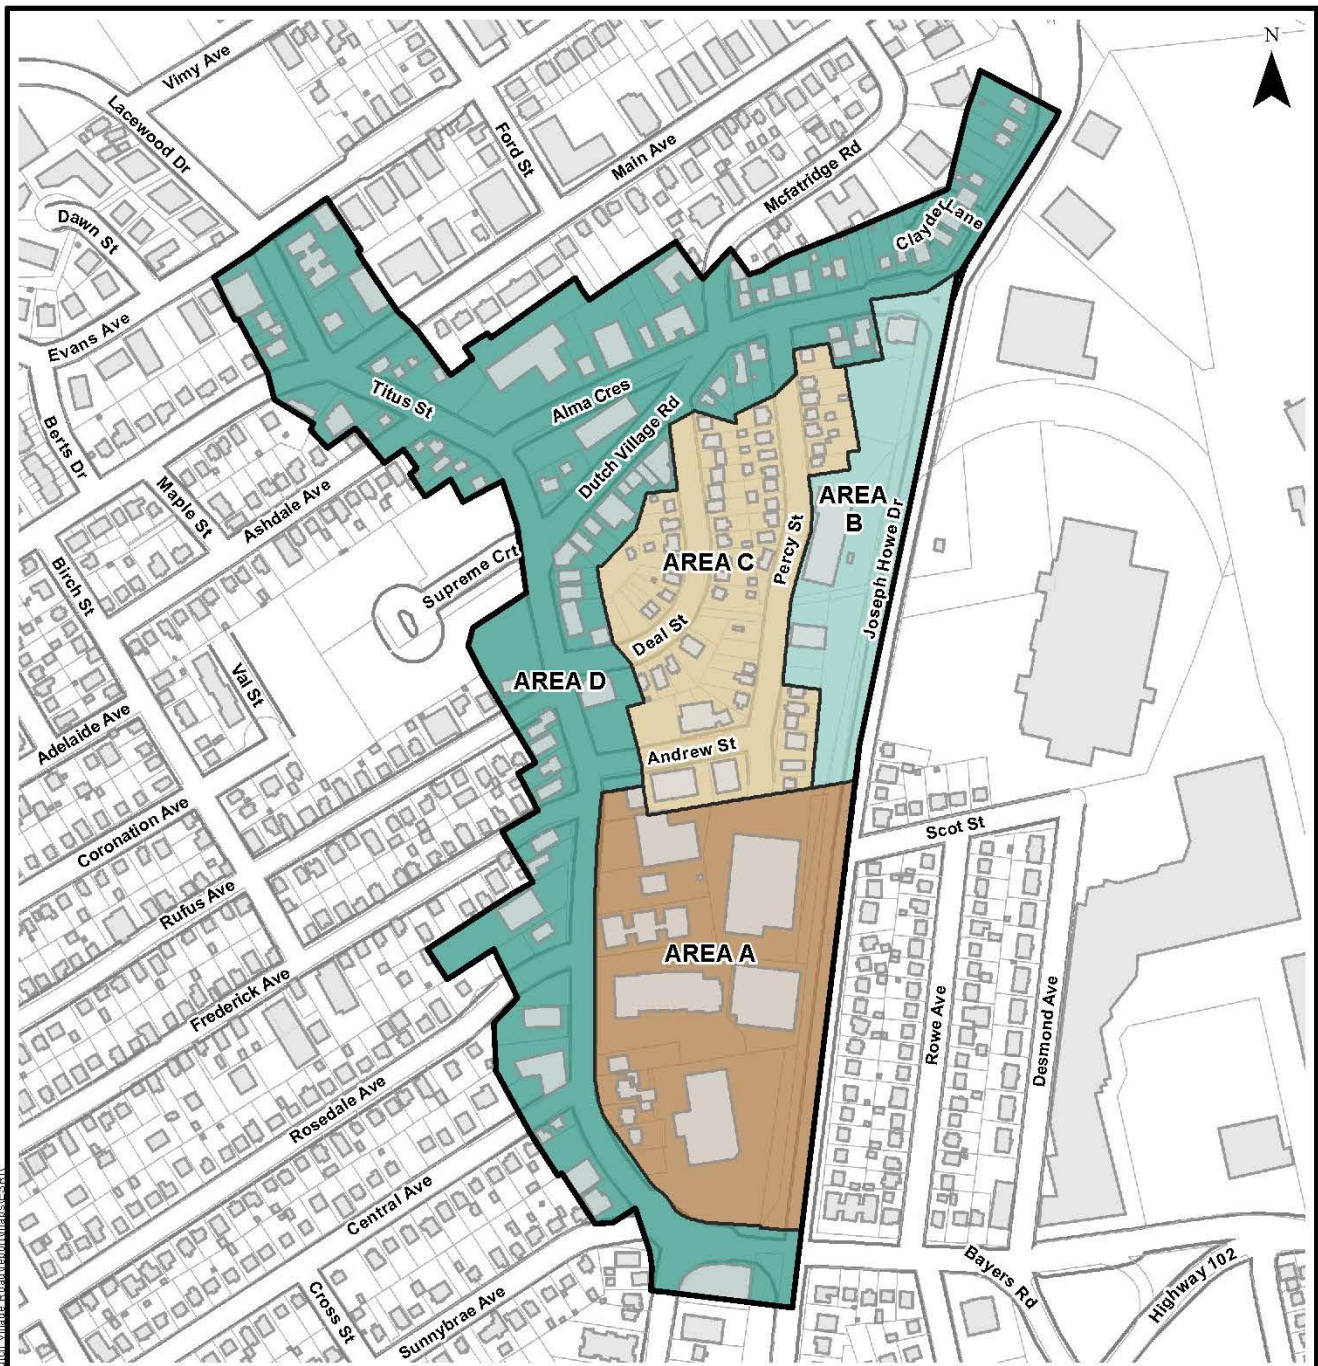 N
Vimy Ave
Lacewood Dr
Ford St
Main Ave
Mcfatridge Rd
Dawn St
Clayder Lane
Evans Ave
Titus St
Alma Cres
Dutch Village Rd
Berts Dr
Maple St
Ashdale Ave
AREA
B
Percy St
Joseph Howe Dr
AREA C
Birch St
Supreme Crt
Deal St
Val St
AREA D
Adelaide Ave
Andrew St
Coronation Ave
Scot St
Rufus Ave
AREA A
Frederick Ave
Rowe Ave
Desmond Ave
Rosedale Ave
Central Ave
Bayers Rd
Highway 102
Cross St
Sunnybrae Ave